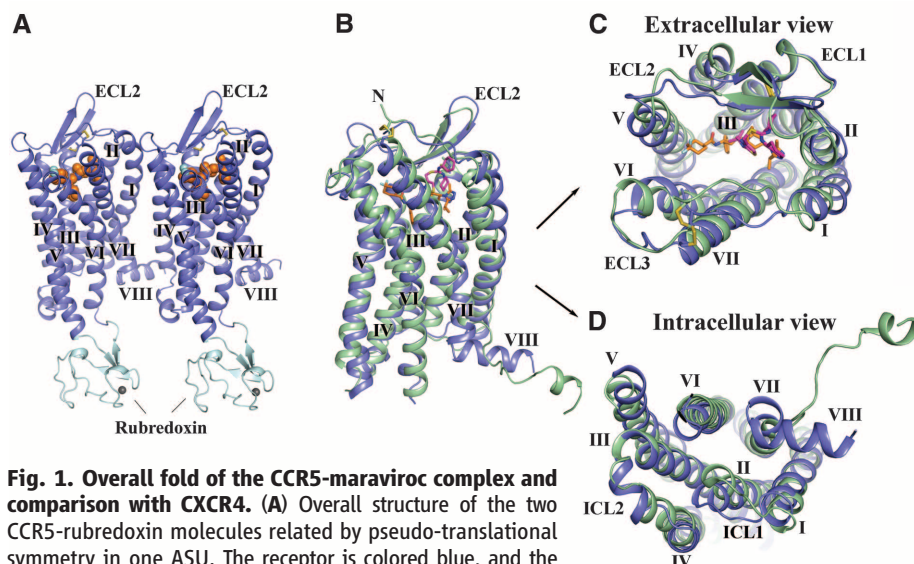 A
B
C
Extracellular view
ECL2
ECL2
II
II
I
I
III
III
IV
III
V
VI
VII
IV
V
VI
VII
VIII
VIII
Rubredoxin
N
ECL2
III
II
I
V
VI
IV
VII
VIII
IV
ECL2
ECL1
V
III
II
VI
I
ECL3
VII
D
Intracellular view
V
VI
VII
VIII
III
II
ICL2
ICL1
I
IV
Fig. 1. Overall fold of the CCR5-maraviroc complex and
comparison with CXCR4. (A) Overall structure of the two
CCR5-rubredoxin molecules related by pseudo-translational
symmetry in one ASU. The receptor is colored blue, and the